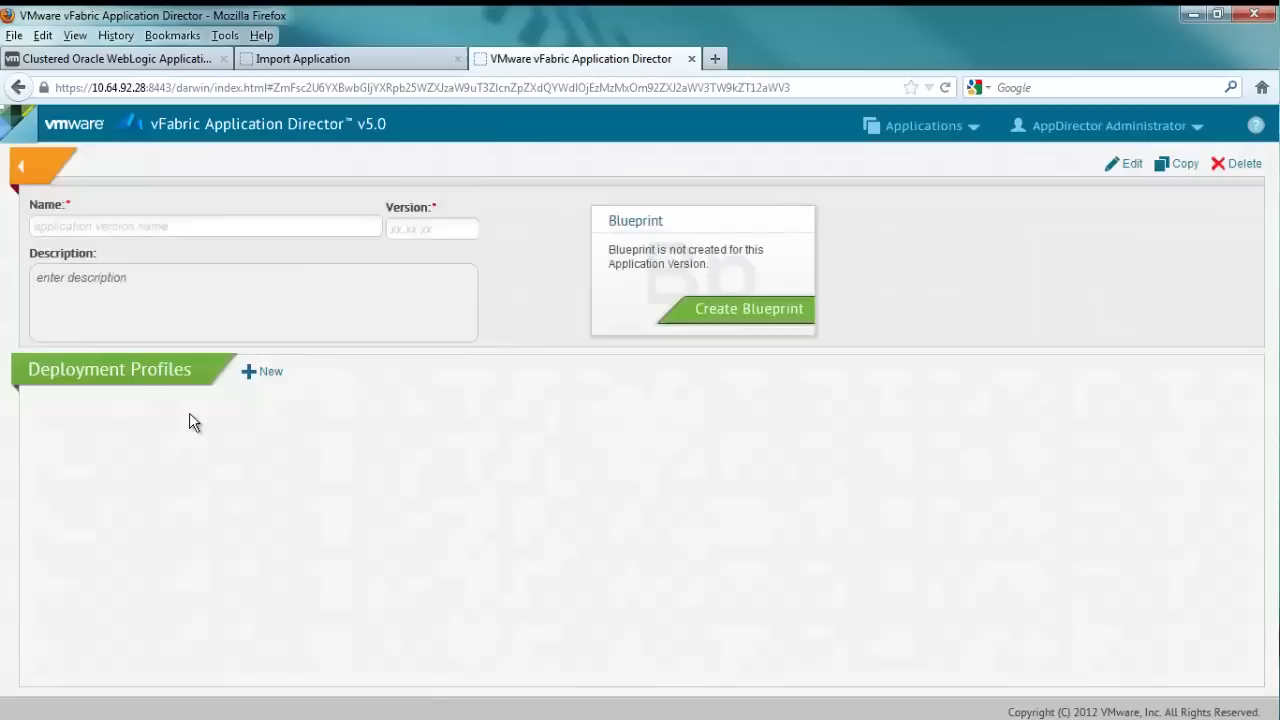 VMware vFabric Application Director - Mozilla Firefox
File Edit View History Bookmarks Tools Help
vm Clustered Oracle WebLogic Applicati... Import Application VMware vFabric Application Director
Google
vmware vFabric Application Director™ v5.0 Applications AppDirector Administrator ?
Edit Copy Delete
Name:* Version:*
application version name xx.xx.xx
Description:
enter description
Blueprint
Blueprint is not created for this
Application Version.
Bp
Create Blueprint
Deployment Profiles New
Copyright (C) 2012 VMware, Inc. All Rights Reserved.